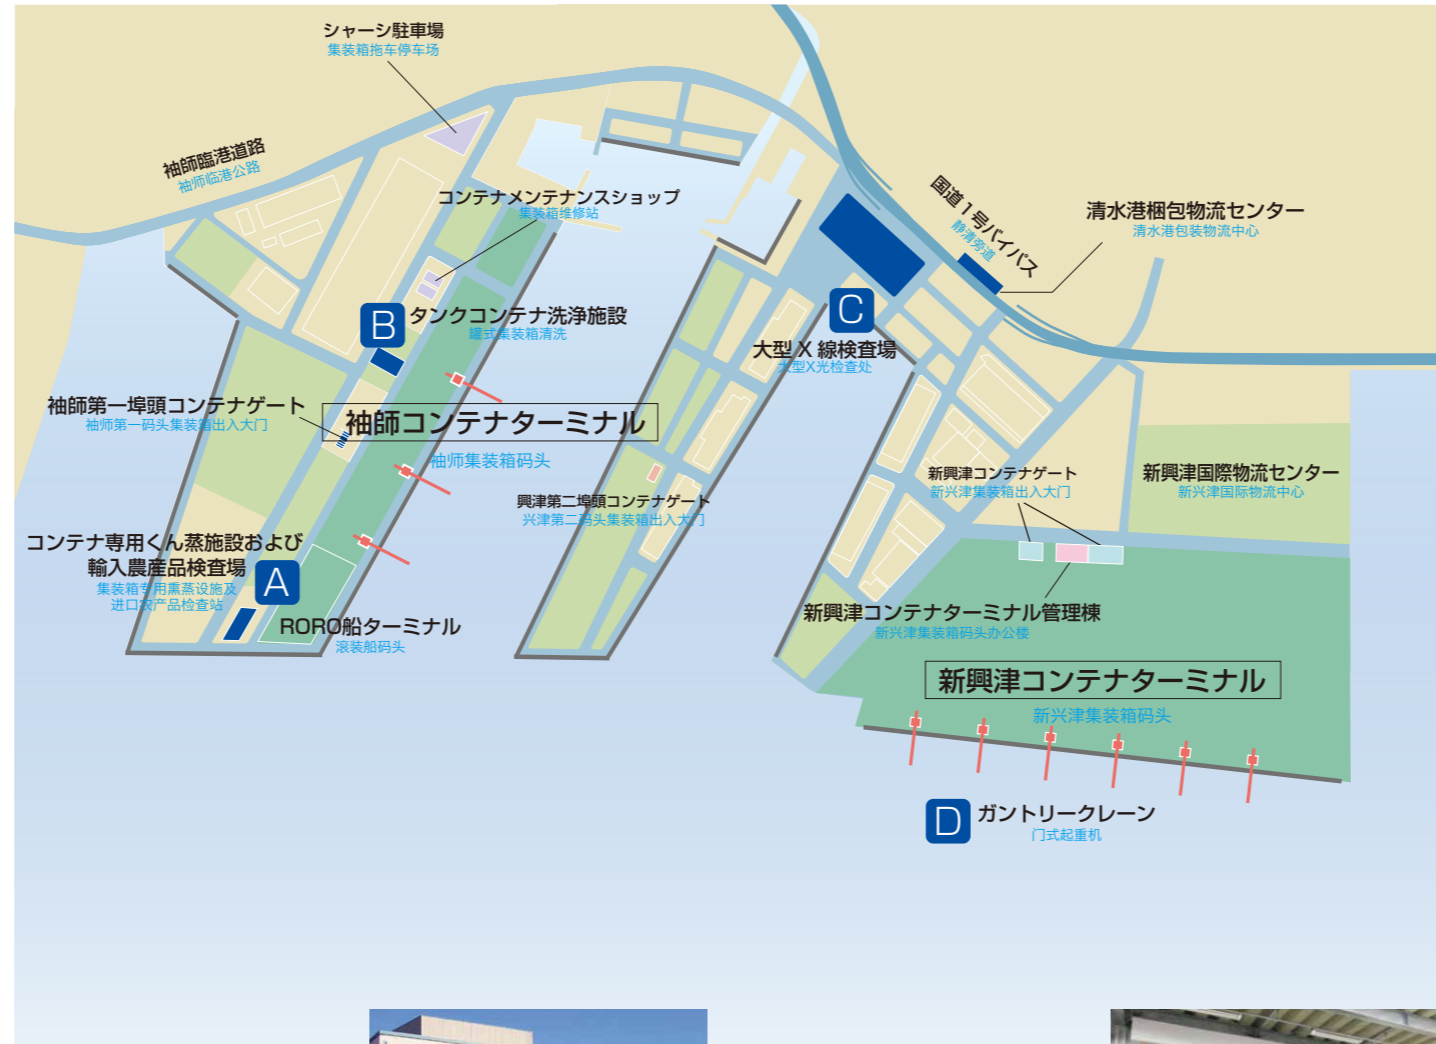 シャーシ駐車場
集装箱拖车停车场
袖師臨港道路
袖师临港公路
コンテナメンテナンスショップ
集装箱维修站
国道1号バイパス
静清旁道
清水港梱包物流センター
清水港包装物流中心
B
タンクコンテナ洗浄施設
罐式集装箱清洗
C
大型 X 線検査場
大型X光检查处
袖師第一埠頭コンテナゲート
袖师第一码头集装箱出入大门
袖師コンテナターミナル
袖师集装箱码头
興津第二埠頭コンテナゲート
兴津第二码头集装箱出入大门
新興津コンテナゲート
新兴津集装箱出入大门
新興津国際物流センター
新兴津国际物流中心
コンテナ専用くん蒸施設および
輸入農産品検査場
集装箱专用熏蒸设施及
进口农产品检查站
A
RORO船ターミナル
滚装船码头
新興津コンテナターミナル管理棟
新兴津集装箱码头办公楼
新興津コンテナターミナル
新兴津集装箱码头
D
ガントリークレーン
门式起重机